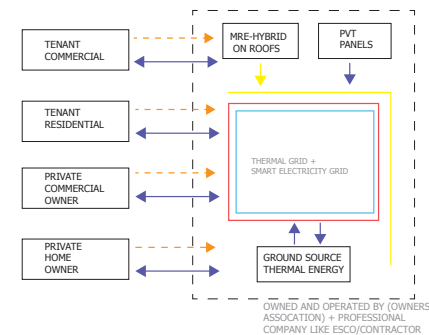 TENANT
COMMERCIAL
MRE-HYBRID
ON ROOFS
PVT
PANELS
TENANT
RESIDENTIAL
THERMAL GRID +
SMART ELECTRICITY GRID
PRIVATE
COMMERCIAL
OWNER
PRIVATE
HOME
OWNER
GROUND SOURCE
THERMAL ENERGY
OWNED AND OPERATED BY (OWNERS
ASSOCATION) + PROFESSIONAL
COMPANY LIKE ESCO/CONTRACTOR